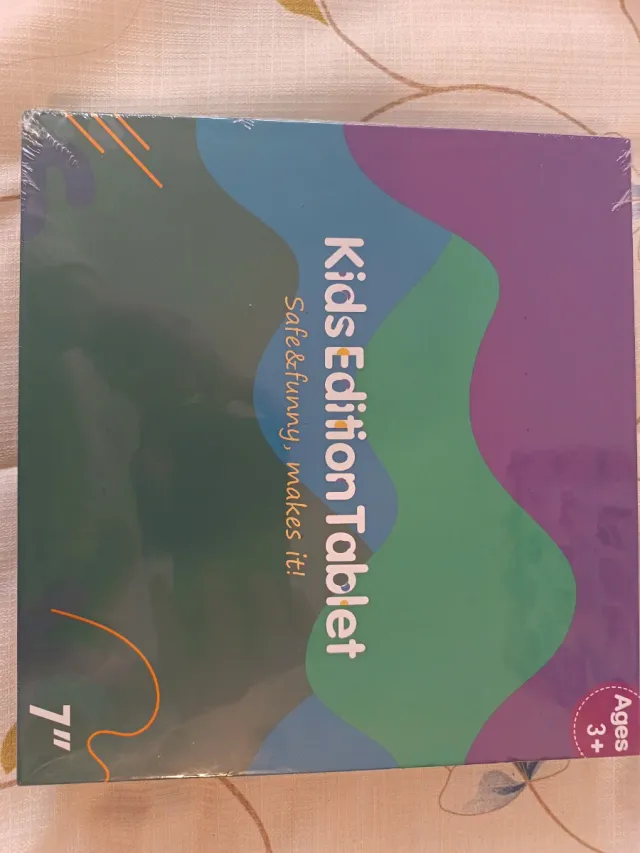 Ages
3+
Kids Edition Tablet
Safe&funny, makes it!
7"